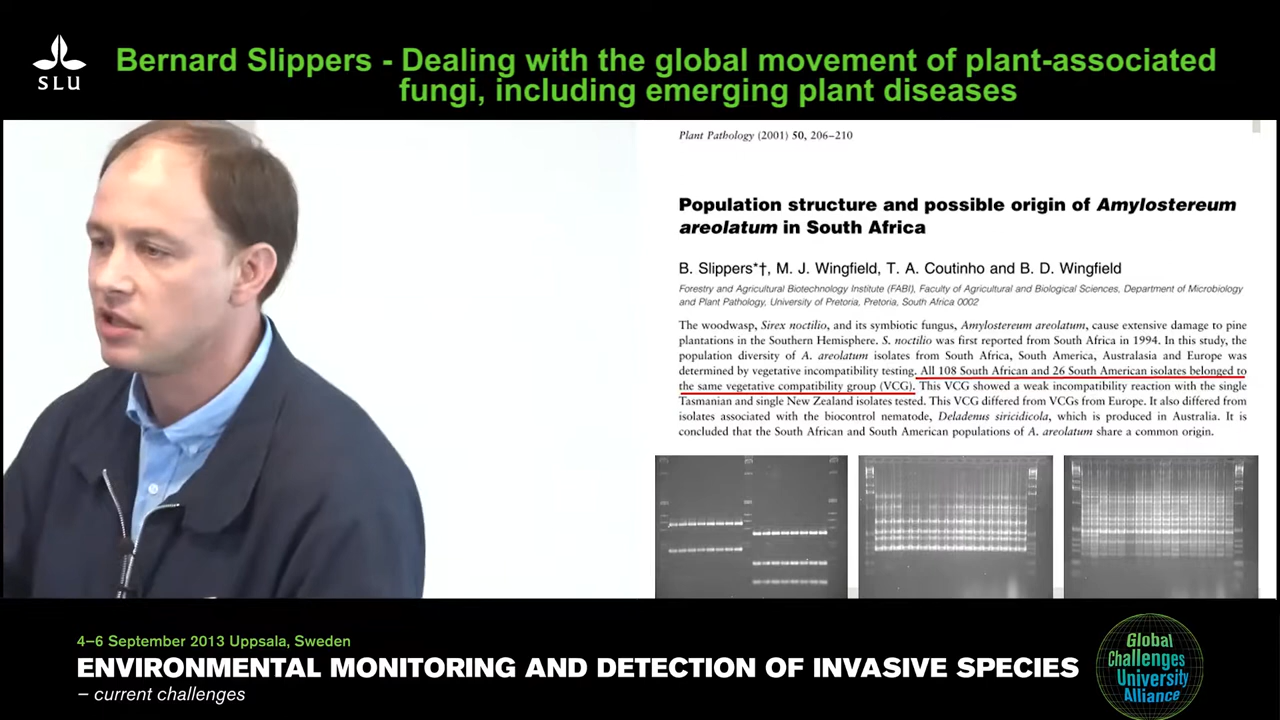 SLU
Bernard Slippers - Dealing with the global movement of plant-associated
fungi, including emerging plant diseases
Plant Pathology (2001) 50, 206–210
Population structure and possible origin of Amylostereum
areolatum in South Africa
B. Slippers*†, M. J. Wingfield, T. A. Coutinho and B. D. Wingfield
Forestry and Agricultural Biotechnology Institute (FABI), Faculty of Agricultural and Biological Sciences, Department of Microbiology
and Plant Pathology, University of Pretoria, Pretoria, South Africa 0002
The woodwasp, Sirex noctilio, and its symbiotic fungus, Amylostereum areolatum, cause extensive damage to pine
plantations in the Southern Hemisphere. S. noctilio was first reported from South Africa in 1994. In this study, the
population diversity of A. areolatum isolates from South Africa, South America, Australasia and Europe was
determined by vegetative incompatibility testing. All 108 South African and 26 South American isolates belonged to
the same vegetative compatibility group (VCG). This VCG showed a weak incompatibility reaction with the single
Tasmanian and single New Zealand isolates tested. This VCG differed from VCGs from Europe. It also differed from
isolates associated with the biocontrol nematode, Deladenus siricidicola, which is produced in Australia. It is
concluded that the South African and South American populations of A. areolatum share a common origin.
4–6 September 2013 Uppsala, Sweden
ENVIRONMENTAL MONITORING AND DETECTION OF INVASIVE SPECIES
– current challenges
Global
Challenges
University
Alliance